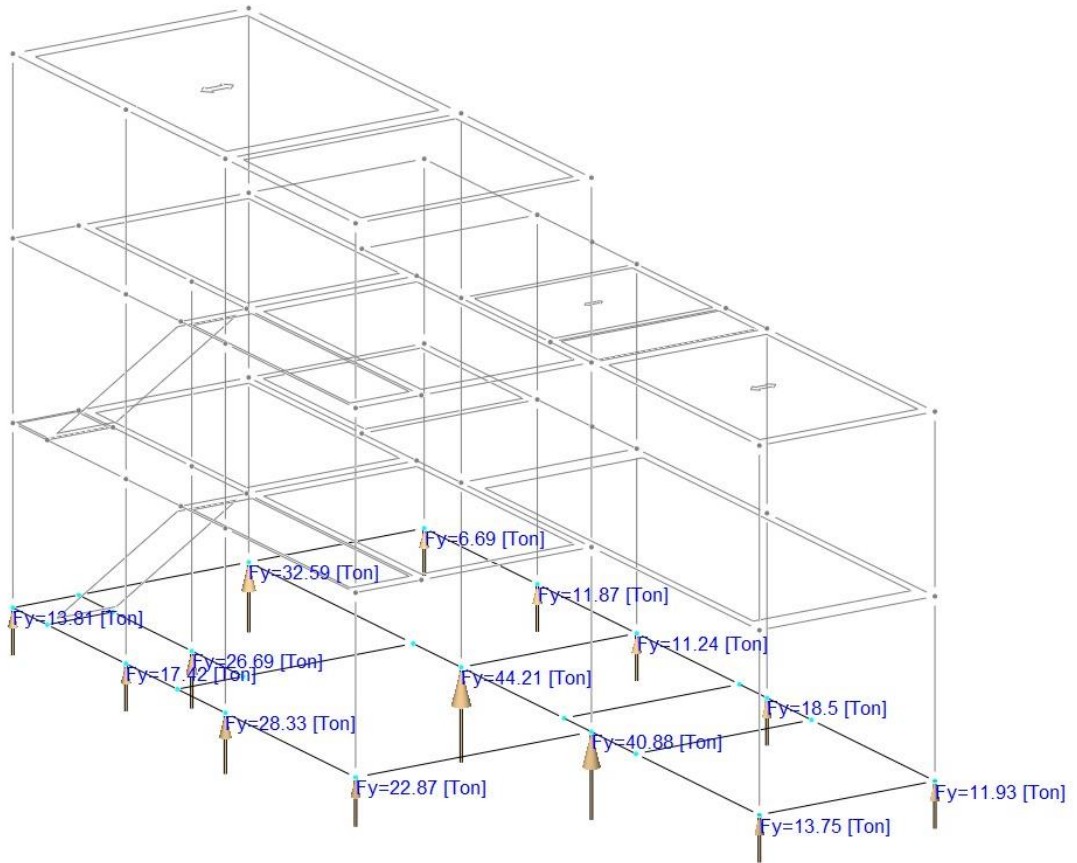 Fy=6.69 [Ton]
Fy=32.59 [Ton]
Fy=11.87 [Ton]
Fy=13.81 [Ton]
Fy=11.24 [Ton]
Fy=26.69 [Ton]
Fy=17.42 [Ton]
Fy=44.21 [Ton]
Fy=18.5 [Ton]
Fy=28.33 [Ton]
Fy=40.88 [Ton]
Fy=22.87 [Ton]
Fy=11.93 [Ton]
Fy=13.75 [Ton]